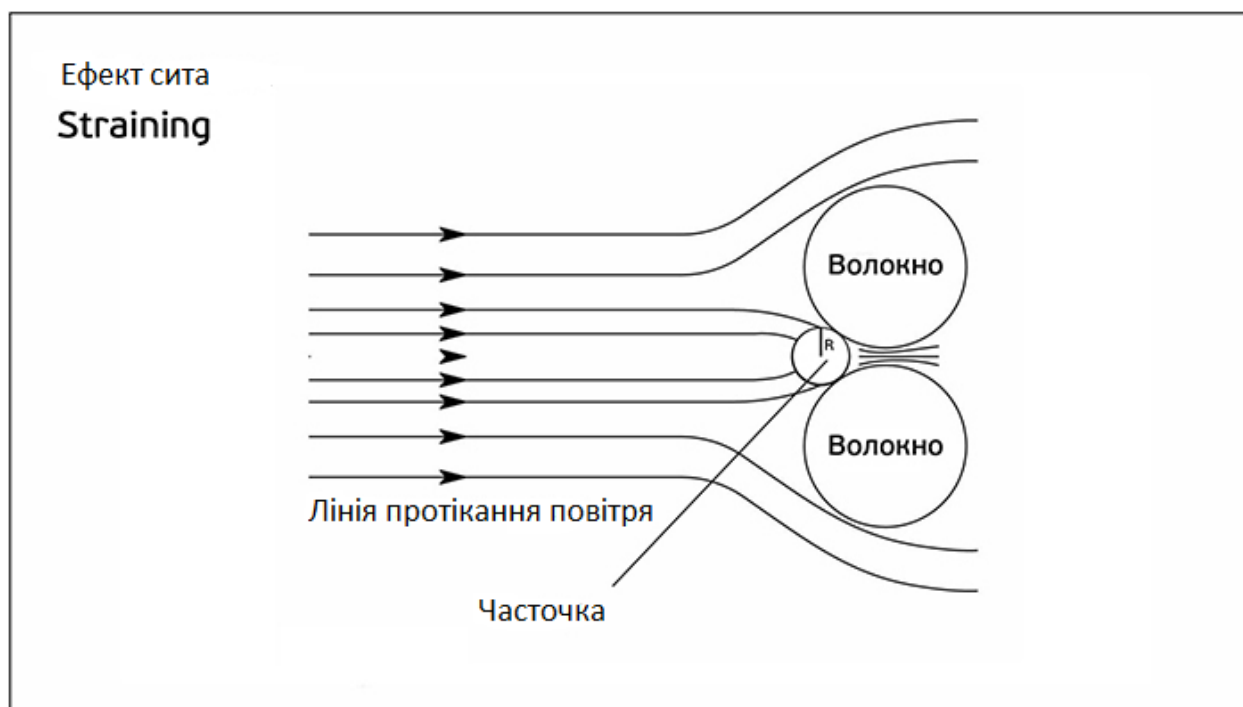 Ефект сита
Straining
Волокно
R
Волокно
Лінія протікання повітря
Часточка